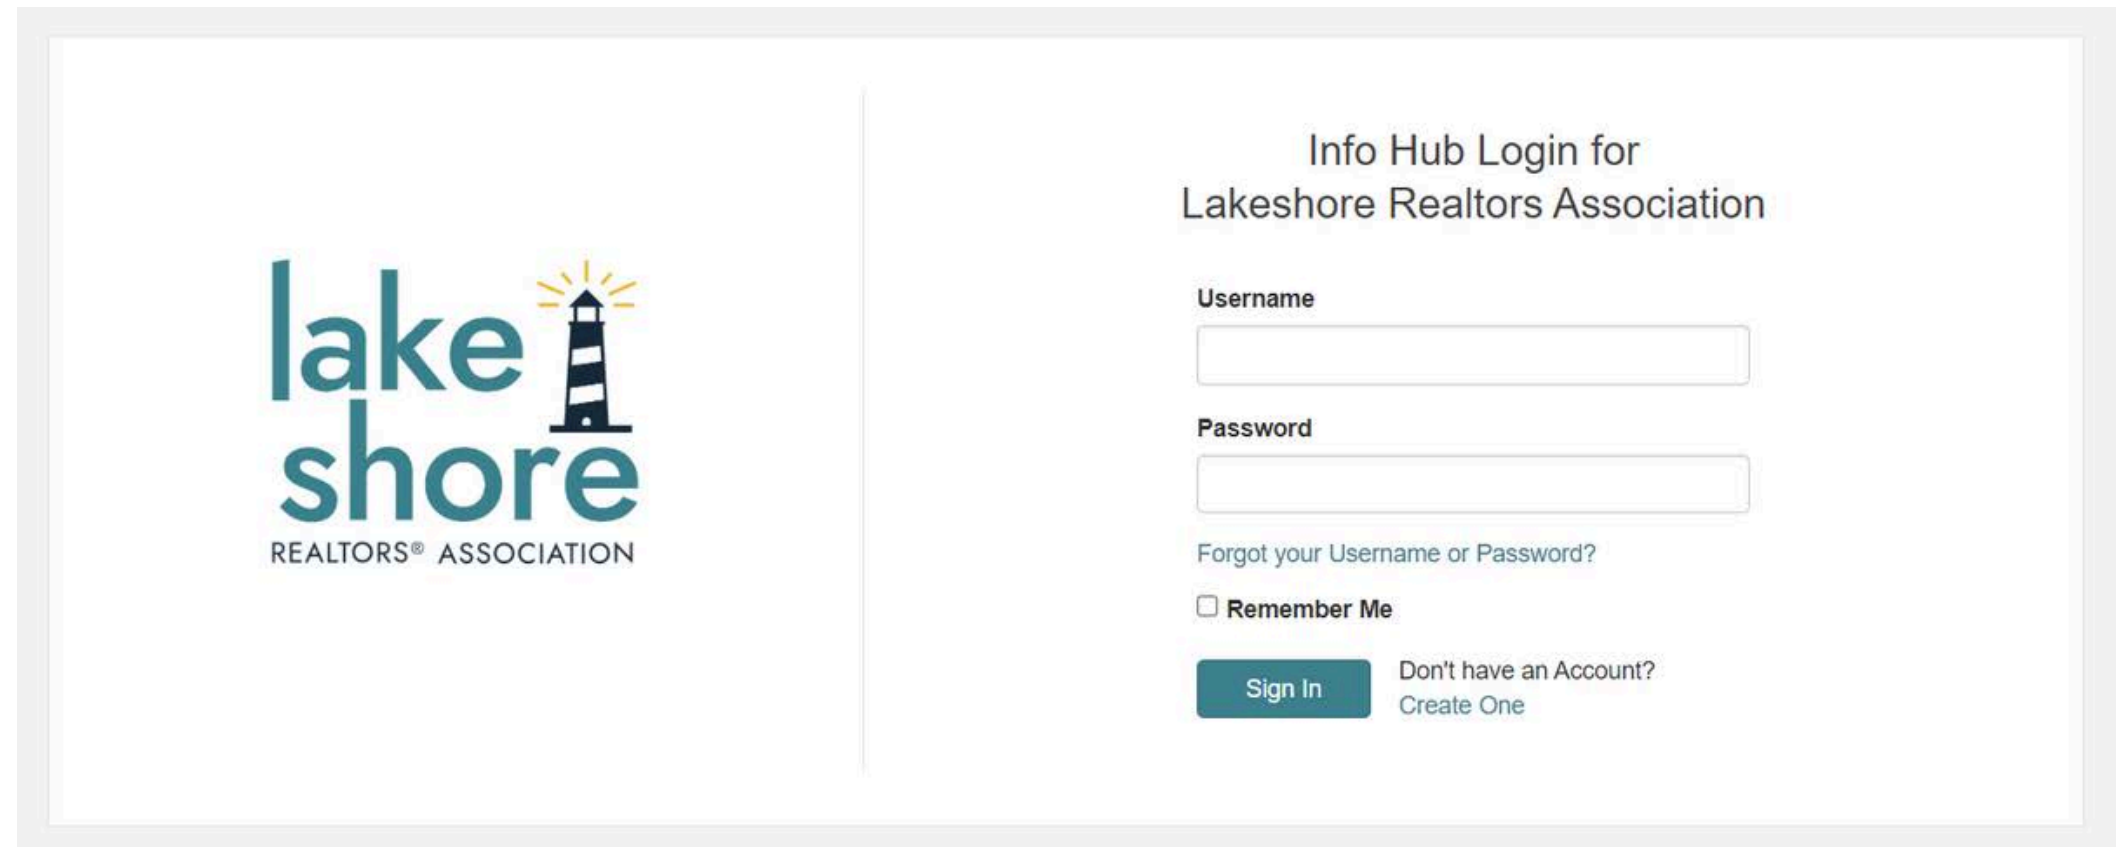 lake
shore
REALTORS® ASSOCIATION
Info Hub Login for
Lakeshore Realtors Association
Username
Password
Forgot your Username or Password?
Remember Me
Sign In
Don't have an Account?
Create One